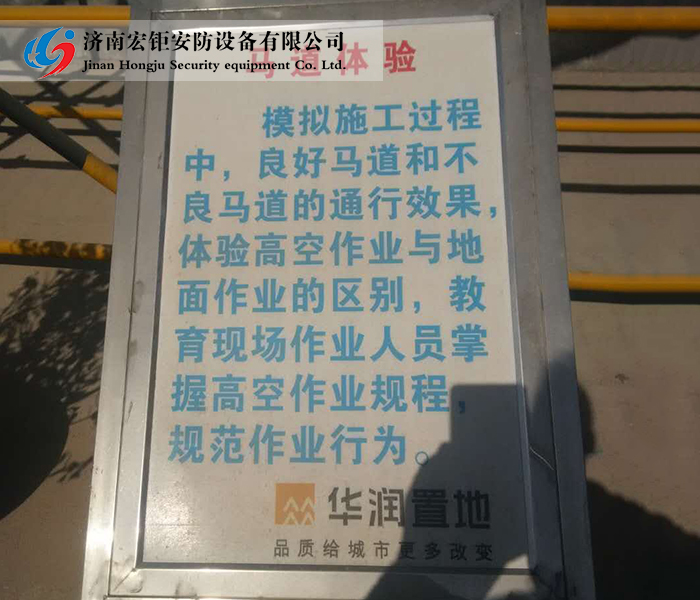 济南宏钜安防设备有限公司
Jinan Hongju Security equipment Co. Ltd.
马道体验
模拟施工过程
中，良好马道和不
良马道的通行效果，
体验高空作业与地
面作业的区别，教
育现场作业人员掌
握高空作业规程，
规范作业行为。
华润置地
品质给城市更多改变